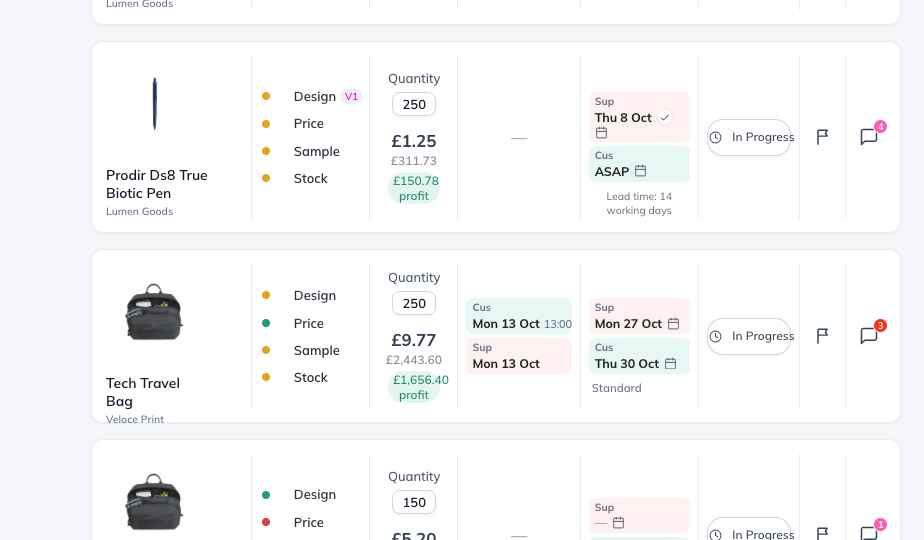 Lumen Goods
Prodir Ds8 True
Biotic Pen
Lumen Goods
Design V1
Price
Sample
Stock
Quantity
250
£1.25
£311.73
£150.78
profit
—
Sup
Thu 8 Oct
Cus
ASAP
Lead time: 14
working days
In Progress
4
Tech Travel
Bag
Veloce Print
Design
Price
Sample
Stock
Quantity
250
£9.77
£2,443.60
£1,656.40
profit
Cus
Mon 13 Oct 13:00
Sup
Mon 13 Oct
Sup
Mon 27 Oct
Cus
Thu 30 Oct
Standard
In Progress
3
Design
Price
Quantity
150
£5.20
—
Sup
—
In Progress
1